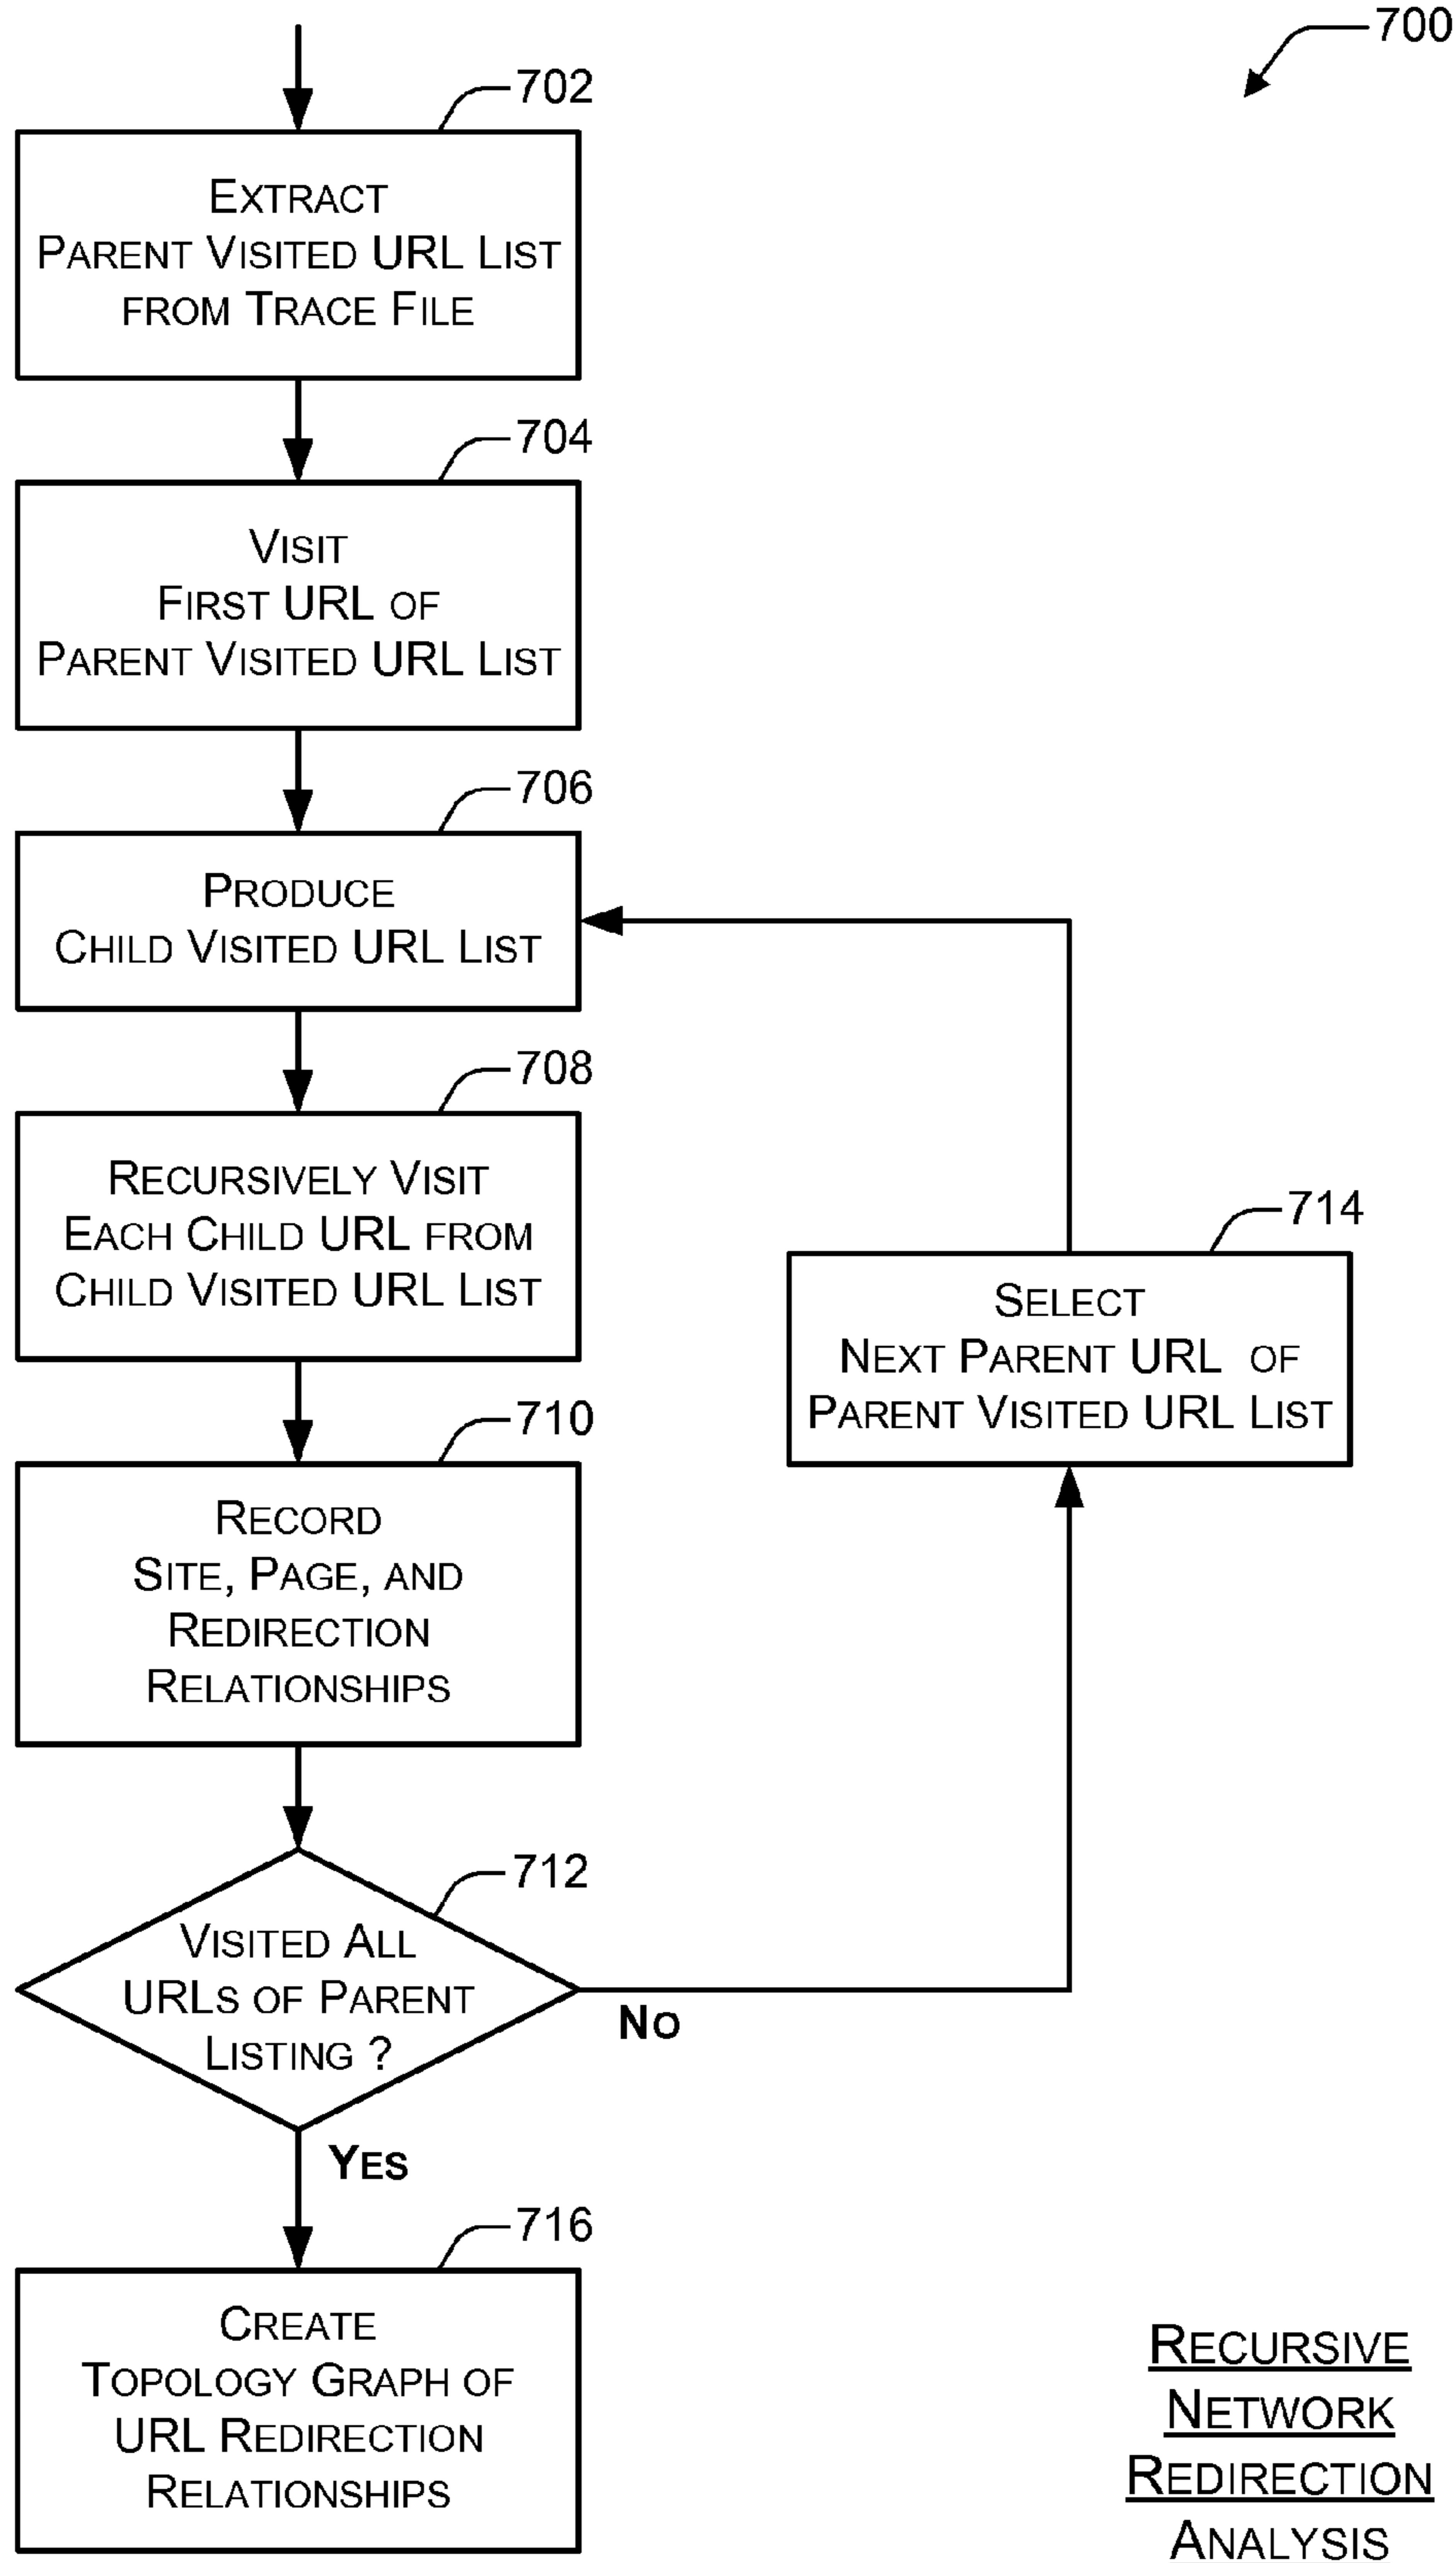 700
702
EXTRACT
PARENT VISITED URL LIST
FROM TRACE FILE
704
VISIT
FIRST URL OF
PARENT VISITED URL LIST
706
PRODUCE
CHILD VISITED URL LIST
708
RECURSIVELY VISIT
EACH CHILD URL FROM
CHILD VISITED URL LIST
714
SELECT
NEXT PARENT URL OF
PARENT VISITED URL LIST
710
RECORD
SITE, PAGE, AND
REDIRECTION
RELATIONSHIPS
712
VISITED ALL
URLS OF PARENT
LISTING ?
NO
YES
716
CREATE
TOPOLOGY GRAPH OF
URL REDIRECTION
RELATIONSHIPS
RECURSIVE
NETWORK
REDIRECTION
ANALYSIS